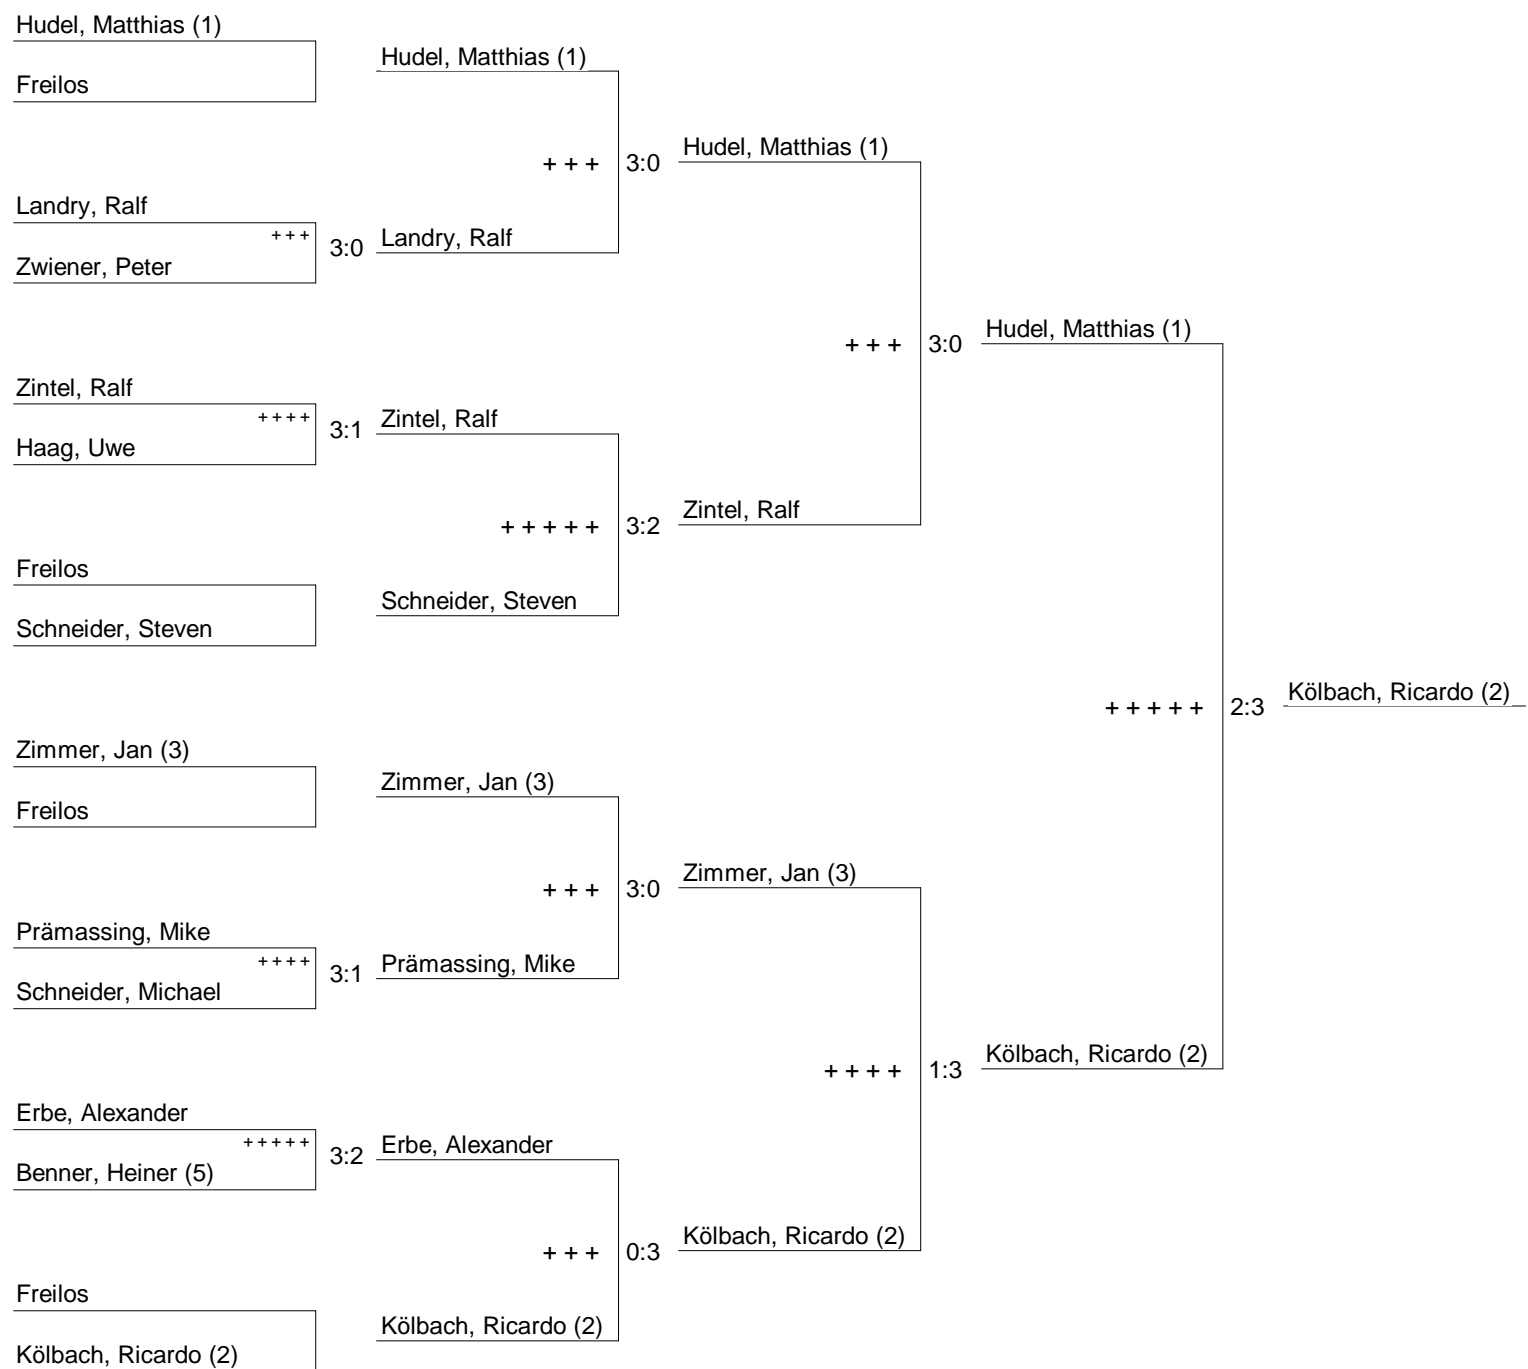 Hudel, Matthias (1)
Freilos
Landry, Ralf
+++
Zwiener, Peter
3:0
Zintel, Ralf
++++
Haag, Uwe
3:1
Freilos
Schneider, Steven
Zimmer, Jan (3)
Freilos
Prämassing, Mike
++++
Schneider, Michael
3:1
Erbe, Alexander
+++++
Benner, Heiner (5)
3:2
Freilos
Kölbach, Ricardo (2)
Hudel, Matthias (1)
+ + + 3:0
Landry, Ralf
Zintel, Ralf
+ + + + + 3:2
Schneider, Steven
Zimmer, Jan (3)
+ + + 3:0
Prämassing, Mike
Erbe, Alexander
+ + + 0:3
Kölbach, Ricardo (2)
Hudel, Matthias (1)
+ + + 3:0
Zintel, Ralf
Zimmer, Jan (3)
+ + + + 1:3
Kölbach, Ricardo (2)
Hudel, Matthias (1)
+ + + + + 2:3
Kölbach, Ricardo (2)
Kölbach, Ricardo (2)